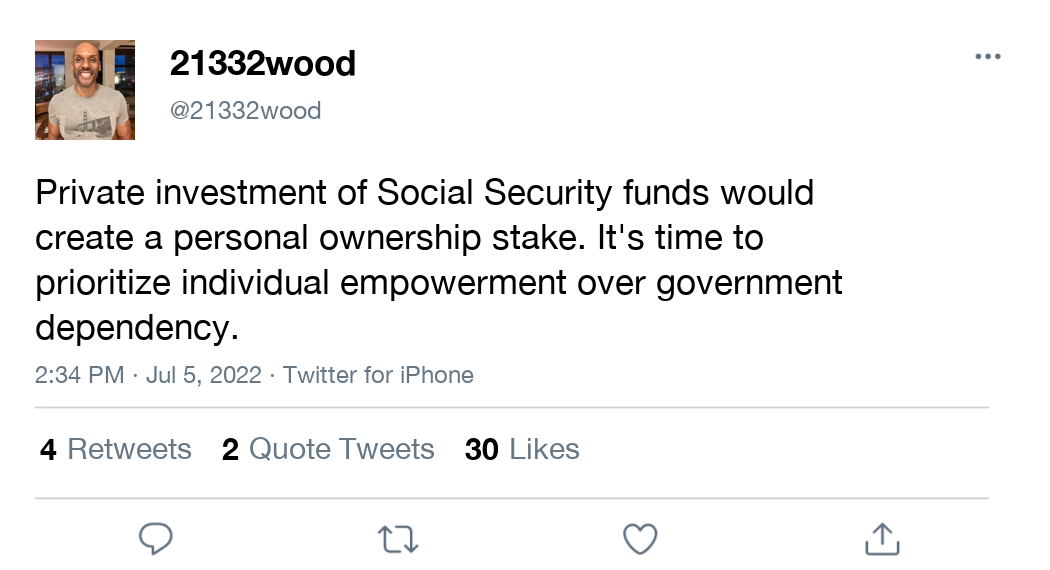 21332wood
@21332wood
Private investment of Social Security funds would
create a personal ownership stake. It's time to
prioritize individual empowerment over government
dependency.
2:34 PM · Jul 5, 2022 · Twitter for iPhone
4 Retweets 2 Quote Tweets 30 Likes